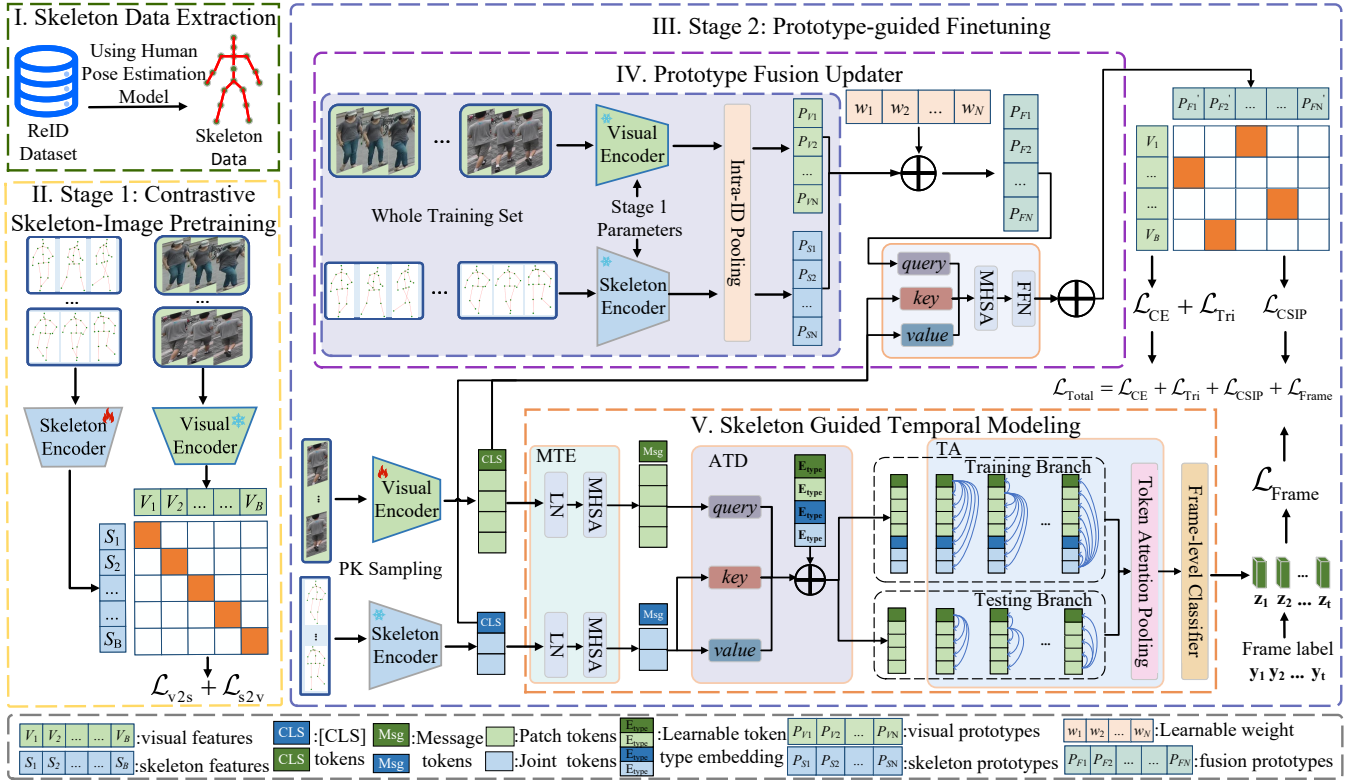 I. Skeleton Data Extraction
Using Human
Pose Estimation
Model
ReID
Dataset
Skeleton
Data
II. Stage 1: Contrastive
Skeleton-Image Pretraining
...
...
Skeleton
Encoder
Visual
Encoder
V1 V2 ... ... VB
S1
S2
...
...
SB
ℒv2s + ℒs2v
III. Stage 2: Prototype-guided Finetuning
IV. Prototype Fusion Updater
...
Visual
Encoder
Whole Training Set
Stage 1
Parameters
...
Skeleton
Encoder
Intra-ID Pooling
PV1
PV2
...
PVN
PS1
PS2
...
PSN
w1 w2 ... wN
PF1
PF2
...
PFN
query
key
value
MHSA
FFN
PF1' PF2' ... ... PFN'
V1
...
...
VB
ℒCE + ℒTri
ℒCSIP
ℒTotal = ℒCE + ℒTri + ℒCSIP + ℒFrame
ℒFrame
z1 z2 ... zt
Frame label
y1 y2 ... yt
PK Sampling
Visual
Encoder
Skeleton
Encoder
CLS
CLS
V. Skeleton Guided Temporal Modeling
MTE
LN
MHSA
LN
MHSA
Msg
Msg
ATD
query
key
value
Etype
Etype
Etype
Etype
TA
Training Branch
...
Testing Branch
...
Token Attention Pooling
Frame-level Classifier
V1 V2 ... ... VB :visual features
S1 S2 ... ... SB :skeleton features
CLS :[CLS]
CLS tokens
Msg :Message
Msg tokens
:Patch tokens
:Joint tokens
Etype
Etype
Etype
Etype
:Learnable token
type embedding
PV1 PV2 ... PVN :visual prototypes
PS1 PS2 ... PSN :skeleton prototypes
w1 w2 ... wN :Learnable weight
PF1 PF2 ... ... PFN :fusion prototypes